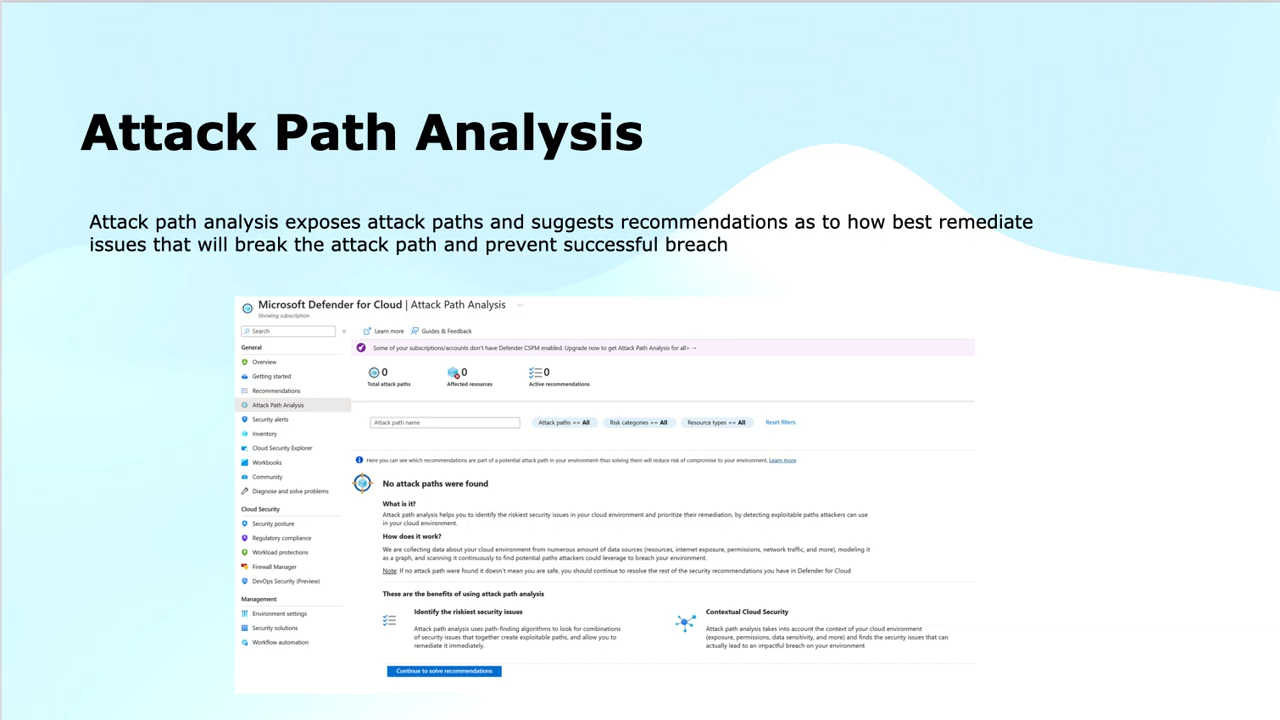 Attack Path Analysis
Attack path analysis exposes attack paths and suggests recommendations as to how best remediate
issues that will break the attack path and prevent successful breach
Microsoft Defender for Cloud | Attack Path Analysis ...
Showing subscription
Search
«
Learn more
Guides & Feedback
General
Overview
Getting started
Recommendations
Attack Path Analysis
Security alerts
Inventory
Cloud Security Explorer
Workbooks
Community
Diagnose and solve problems
Cloud Security
Security posture
Regulatory compliance
Workload protections
Firewall Manager
DevOps Security (Preview)
Management
Environment settings
Security solutions
Workflow automation
Some of your subscriptions/accounts don't have Defender CSPM enabled. Upgrade now to get Attack Path Analysis for all> →
0
Total attack paths
0
Affected resources
0
Active recommendations
Attack path name
Attack paths == All
Risk categories == All
Resource types == All
Reset filters
Here you can see which recommendations are part of a potential attack path in your environment-thus solving them will reduce risk of compromise to your environment. Learn more
No attack paths were found
What is it?
Attack path analysis helps you to identify the riskiest security issues in your cloud environment and prioritize their remediation, by detecting exploitable paths attackers can use
in your cloud environment.
How does it work?
We are collecting data about your cloud environment from numerous amount of data sources (resources, internet exposure, permissions, network traffic, and more), modeling it
as a graph, and scanning it continuously to find potential paths attackers could leverage to breach your environment.
Note: If no attack path were found it doesn't mean you are safe, you should continue to resolve the rest of the security recommendations you have in Defender for Cloud
These are the benefits of using attack path analysis
Identify the riskiest security issues
Attack path analysis uses path-finding algorithms to look for combinations
of security issues that together create exploitable paths, and allow you to
remediate it immediately.
Contextual Cloud Security
Attack path analysis takes into account the context of your cloud environment
(exposure, permissions, data sensitivity, and more) and finds the security issues that can
actually lead to an impactful breach on your environment
Continue to solve recommendations